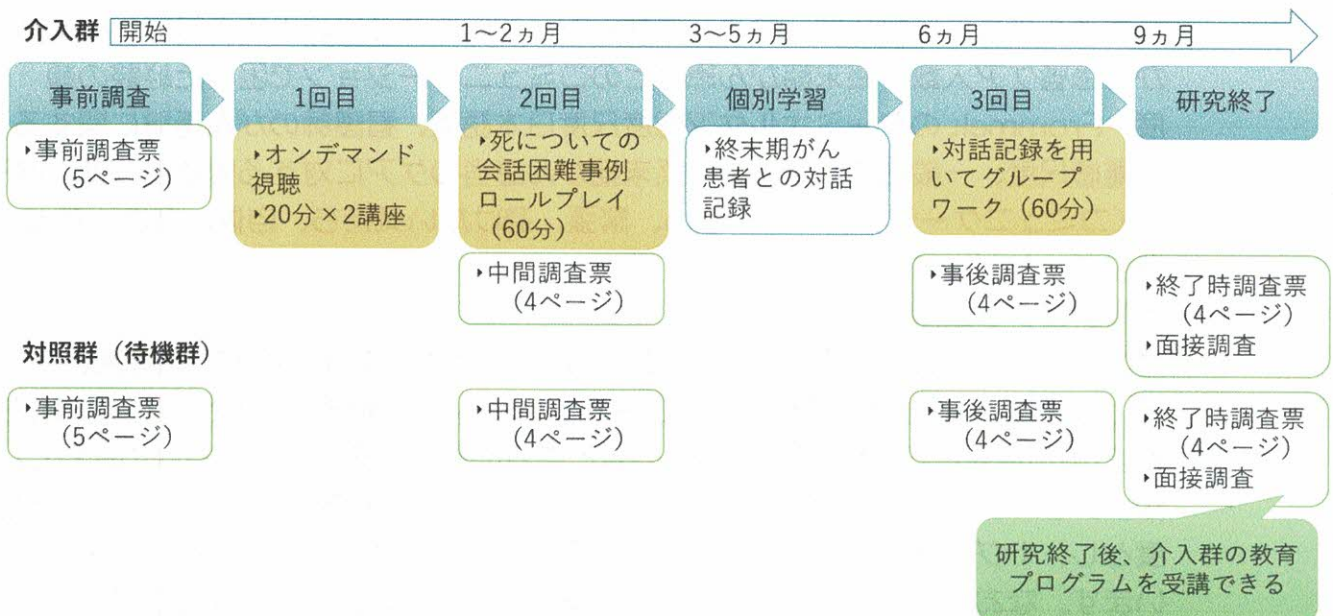 介入群 開始 1～2ヵ月 3～5ヵ月 6ヵ月 9ヵ月
事前調査 1回目 2回目 個別学習 3回目 研究終了
▸事前調査票
（5ページ）
▸オンデマンド
視聴
▸20分×2講座
▸死についての
会話困難事例
ロールプレイ
（60分）
▸終末期がん
患者との対話
記録
▸対話記録を用
いてグループ
ワーク（60分）
▸中間調査票
（4ページ）
▸事後調査票
（4ページ）
▸終了時調査票
（4ページ）
▸面接調査
対照群（待機群）
▸事前調査票
（5ページ）
▸中間調査票
（4ページ）
▸事後調査票
（4ページ）
▸終了時調査票
（4ページ）
▸面接調査
研究終了後、介入群の教育
プログラムを受講できる